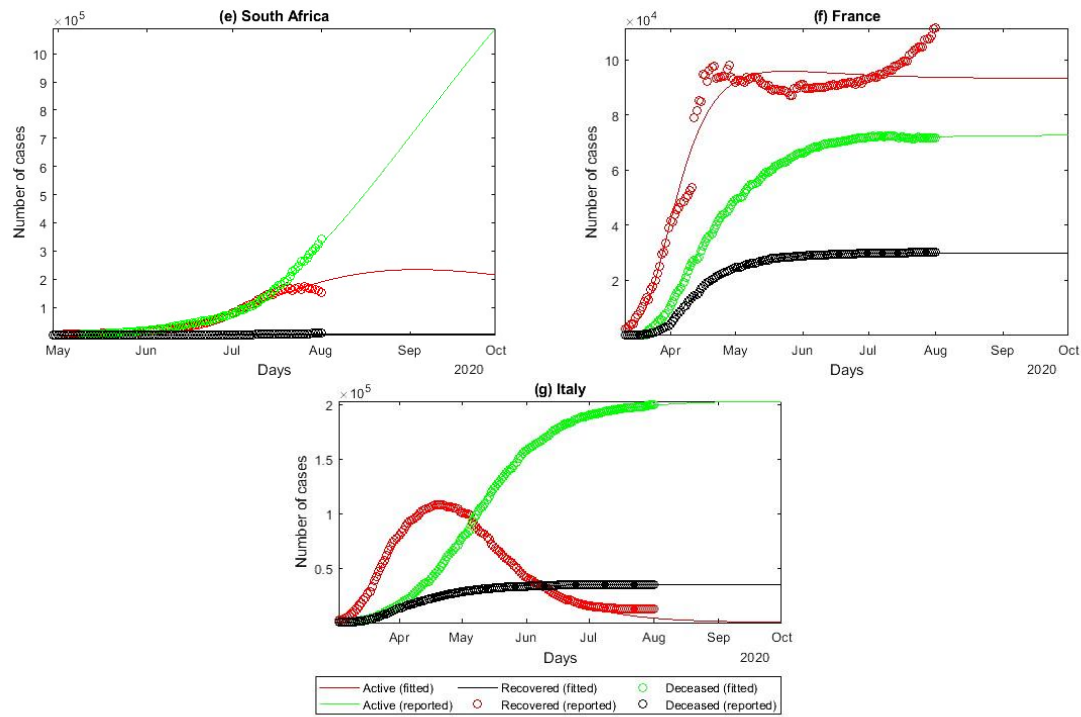 (e) South Africa
×10^5
10
9
8
7
6
5
4
3
2
1
Number of cases
May Jun Jul Aug Sep Oct
Days
2020
(f) France
×10^4
10
8
6
4
2
Number of cases
Apr May Jun Jul Aug Sep Oct
Days
2020
(g) Italy
×10^5
2
1.5
1
0.5
Number of cases
Apr May Jun Jul Aug Sep Oct
Days
2020
Active (fitted) Recovered (fitted) Deceased (fitted)
Active (reported) Recovered (reported) Deceased (reported)